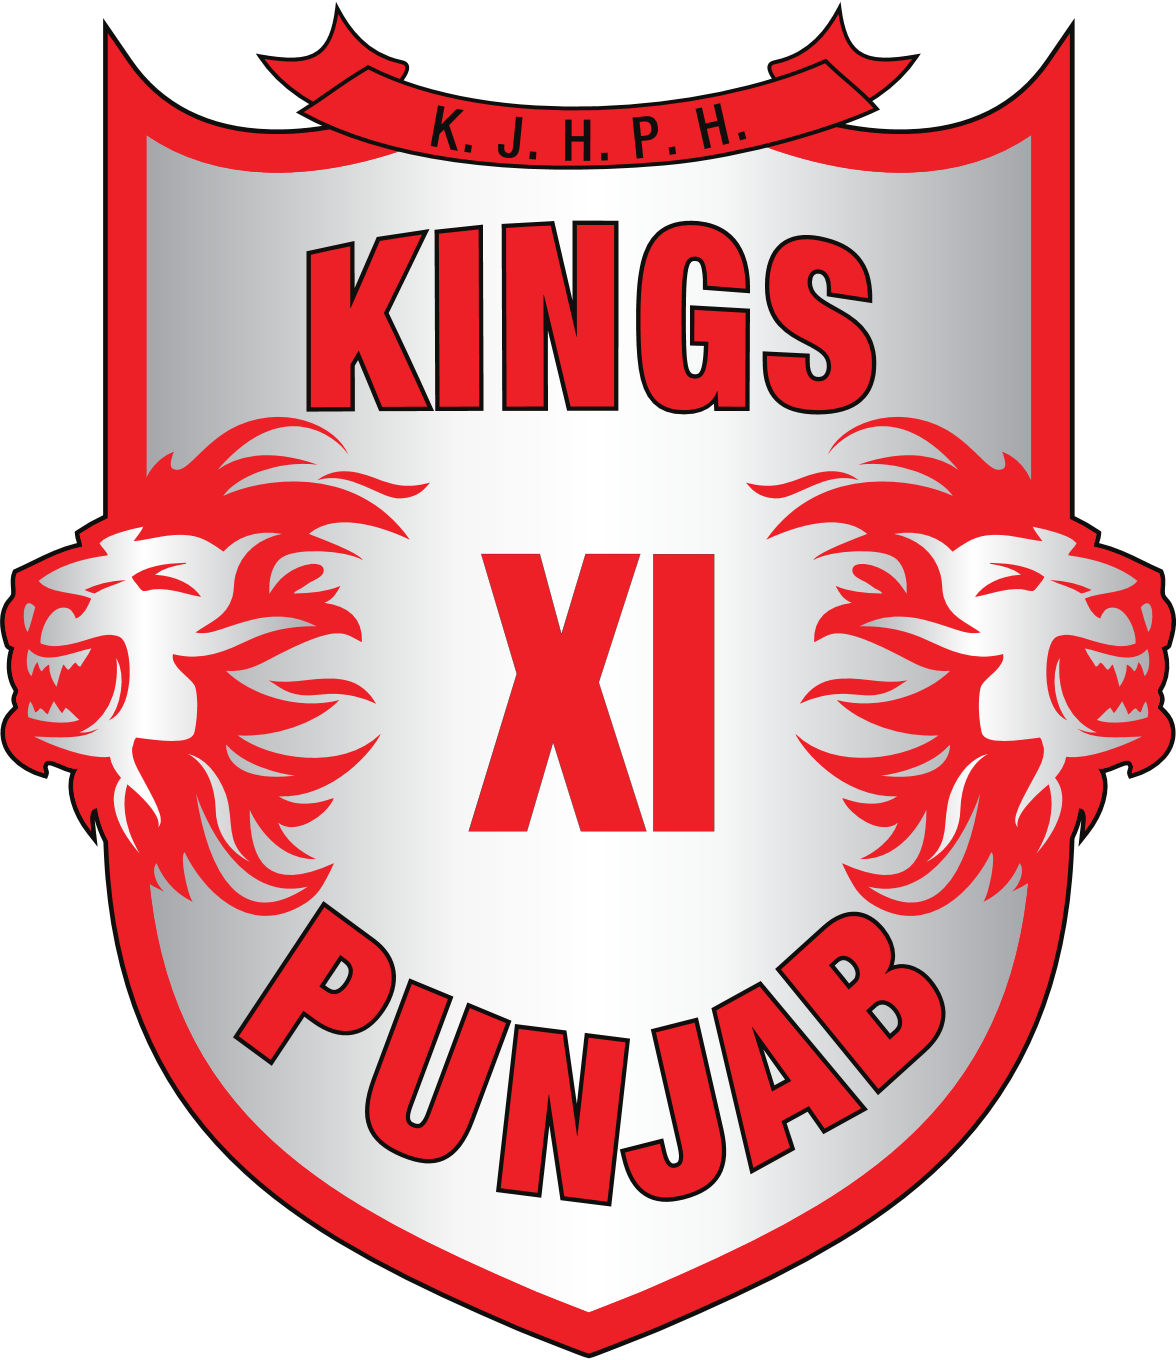 K. J. H. P. H.
KINGS
XI
PUNJAB